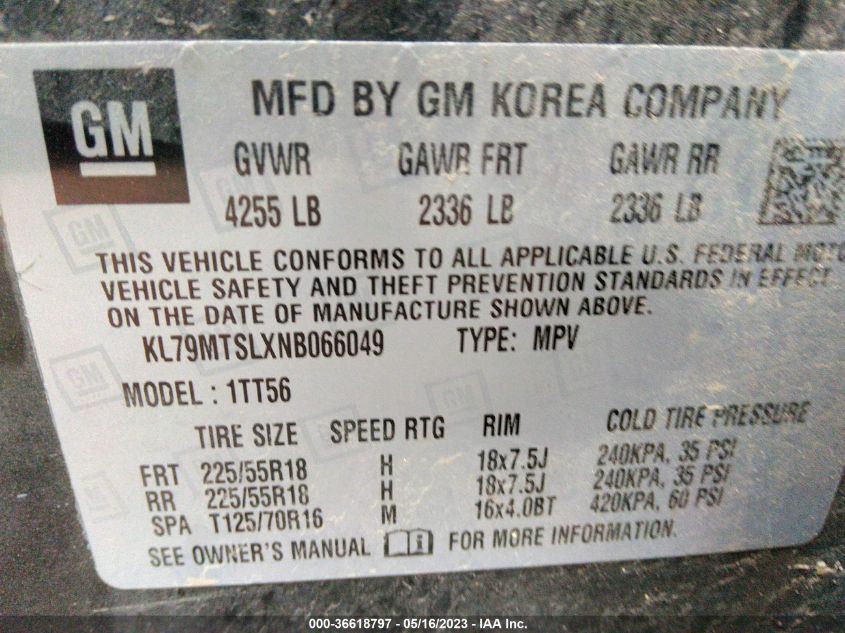 GM
MFD BY GM KOREA COMPANY
GVWR GAWR FRT GAWR RR
4255 LB 2336 LB 2336 LB
THIS VEHICLE CONFORMS TO ALL APPLICABLE U.S. FEDERAL MOTO
VEHICLE SAFETY AND THEFT PREVENTION STANDARDS IN EFFECT
ON THE DATE OF MANUFACTURE SHOWN ABOVE.
KL79MTSLXNB066049 TYPE: MPV
MODEL : 1TT56
TIRE SIZE SPEED RTG RIM COLD TIRE PRESSURE
FRT 225/55R18 H 18x7.5J 240KPA, 35 PSI
RR 225/55R18 H 18x7.5J 240KPA, 35 PSI
SPA T125/70R16 M 16x4.0BT 420KPA, 60 PSI
SEE OWNER'S MANUAL FOR MORE INFORMATION.
000-36618797 - 05/16/2023 - IAA Inc.